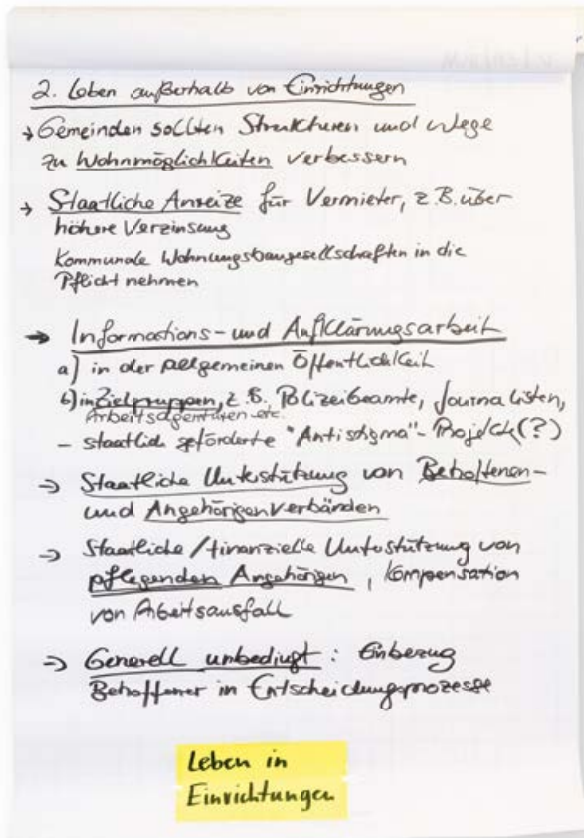 2. Leben außerhalb von Einrichtungen
→ Gemeinden sollten Strukturen und Wege
zu Wohnmöglichkeiten verbessern
→ Staatliche Anreize für Vermieter, z.B. über
höhere Verzinsung
Kommunale Wohnungsbaugesellschaften in die
Pflicht nehmen
→ Informations- und Aufklärungsarbeit
a) in der allgemeinen Öffentlichkeit
b) in Zielgruppen, z.B. Polizeibeamte, Journalisten,
Arbeitsagenturen etc.
- staatlich geförderte "Antistigma"-Projekte (?)
→ Staatliche Unterstützung von Betroffenen-
und Angehörigenverbänden
→ Staatliche/finanzielle Unterstützung von
pflegenden Angehörigen, Kompensation
von Arbeitsausfall
→ Generell unbedingt: Einbezug
Betroffener in Entscheidungsprozesse
Leben in
Einrichtungen